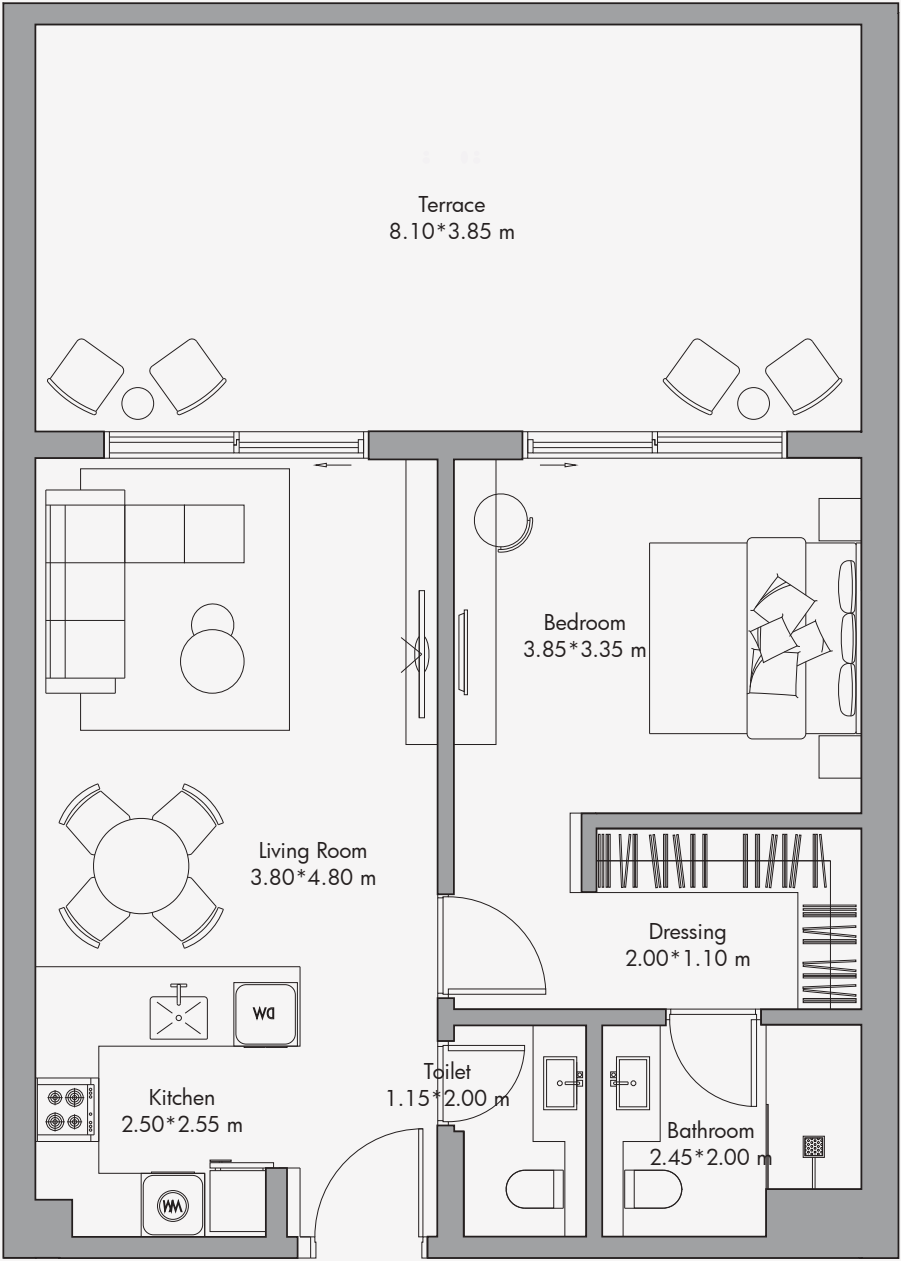 Terrace
8.10*3.85 m
Bedroom
3.85*3.35 m
Living Room
3.80*4.80 m
Dressing
2.00*1.10 m
DW
Toilet
1.15*2.00 m
Kitchen
2.50*2.55 m
Bathroom
2.45*2.00 m
WM